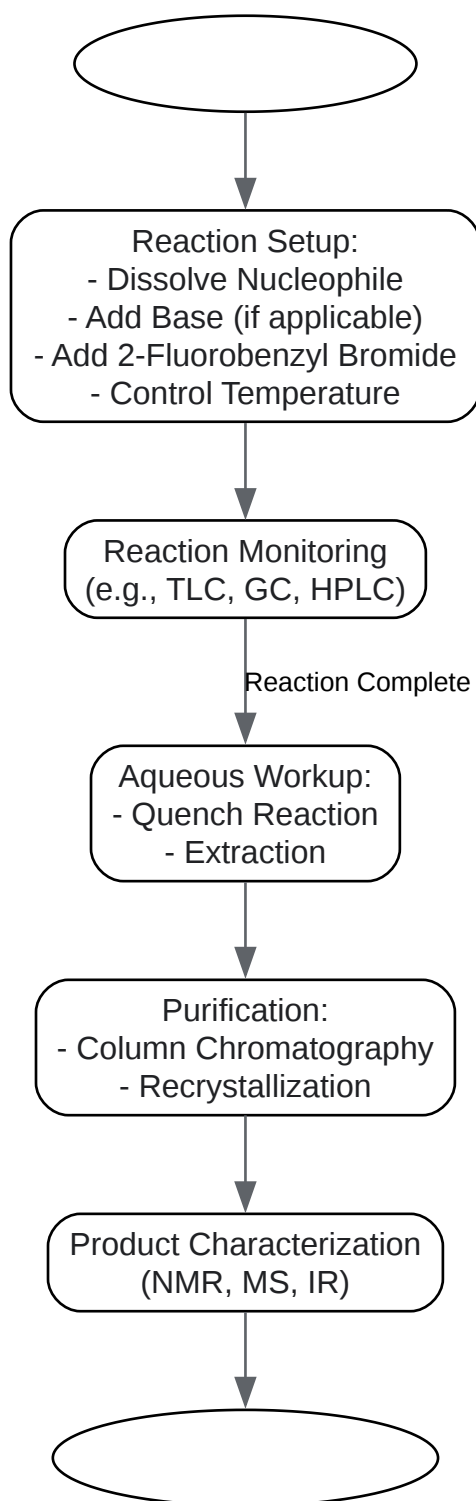 Reaction Setup:
- Dissolve Nucleophile
- Add Base (if applicable)
- Add 2-Fluorobenzyl Bromide
- Control Temperature
Reaction Monitoring
(e.g., TLC, GC, HPLC)
Reaction Complete
Aqueous Workup:
- Quench Reaction
- Extraction
Purification:
- Column Chromatography
- Recrystallization
Product Characterization
(NMR, MS, IR)